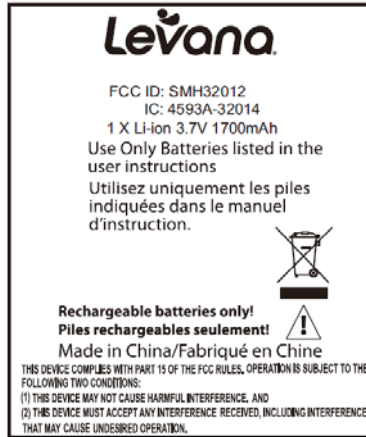 Levana
FCC ID: SMH32012
IC: 4593A-32014
1 X Li-ion 3.7V 1700mAh
Use Only Batteries listed in the
user instructions
Utilisez uniquement les piles
indiquées dans le manuel
d'instruction.
Rechargeable batteries only!
Piles rechargeables seulement!
Made in China/Fabriqué en Chine
THIS DEVICE COMPLIES WITH PART 15 OF THE FCC RULES. OPERATION IS SUBJECT TO THE
FOLLOWING TWO CONDITIONS:
(1) THIS DEVICE MAY NOT CAUSE HARMFUL INTERFERENCE, AND
(2) THIS DEVICE MUST ACCEPT ANY INTERFERENCE RECEIVED, INCLUDING INTERFERENCE
THAT MAY CAUSE UNDESIRED OPERATION.